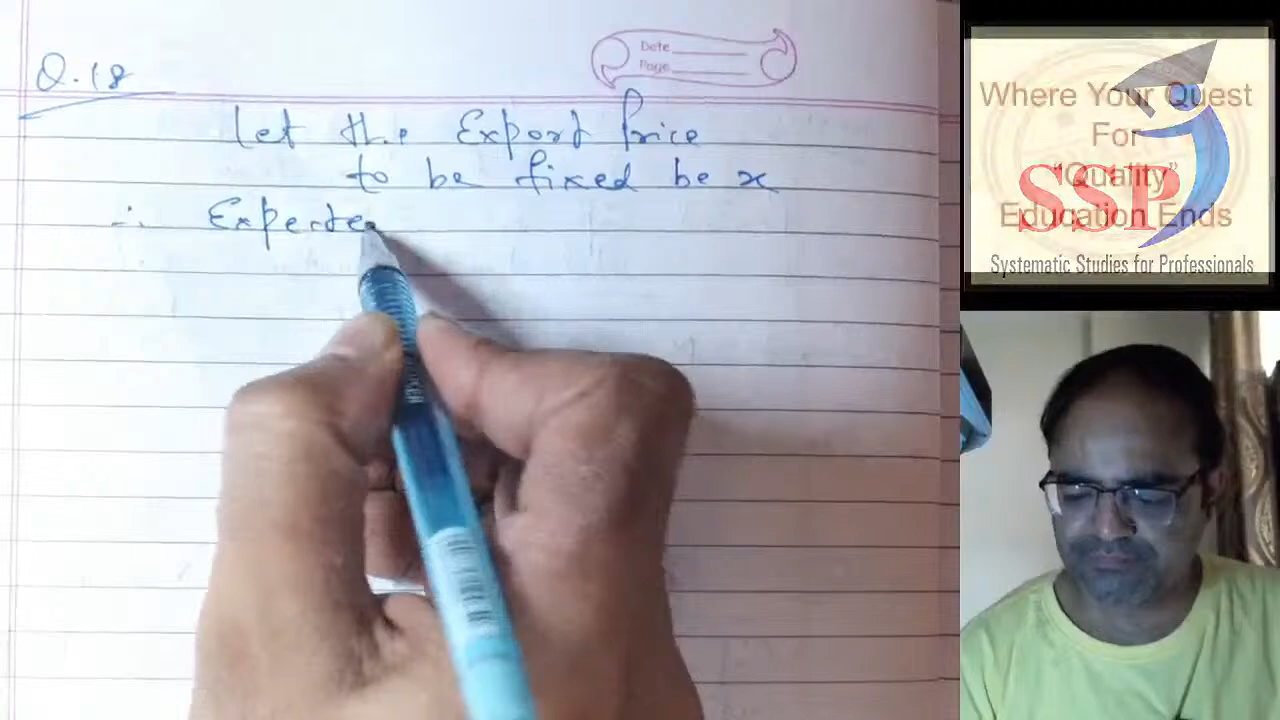 Q.18
Date
Page
Let the Export Price
to be fixed be x
∴ Expecte
Where Your Quest
For
"Quality"
Education Ends
SSP
Systematic Studies for Professionals